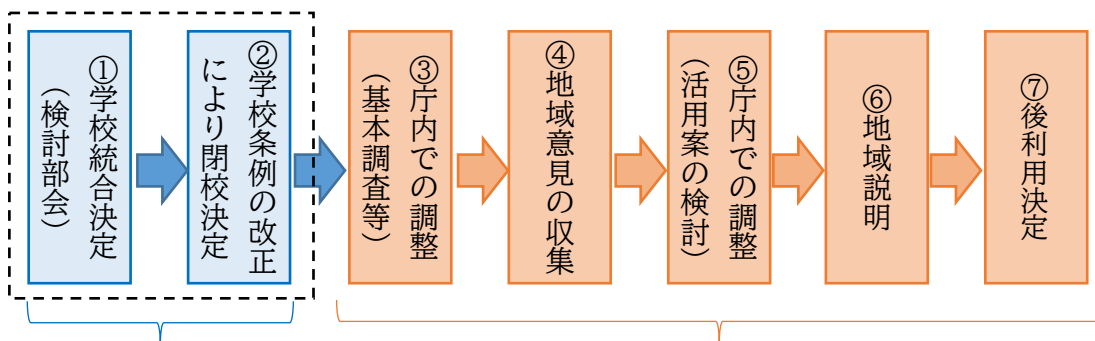 ①学校統合決定
（検討部会）
②学校条例の改正
により閉校決定
③庁内での調整
（基本調査等）
④地域意見の収集
⑤庁内での調整
（活用案の検討）
⑥地域説明
⑦後利用決定